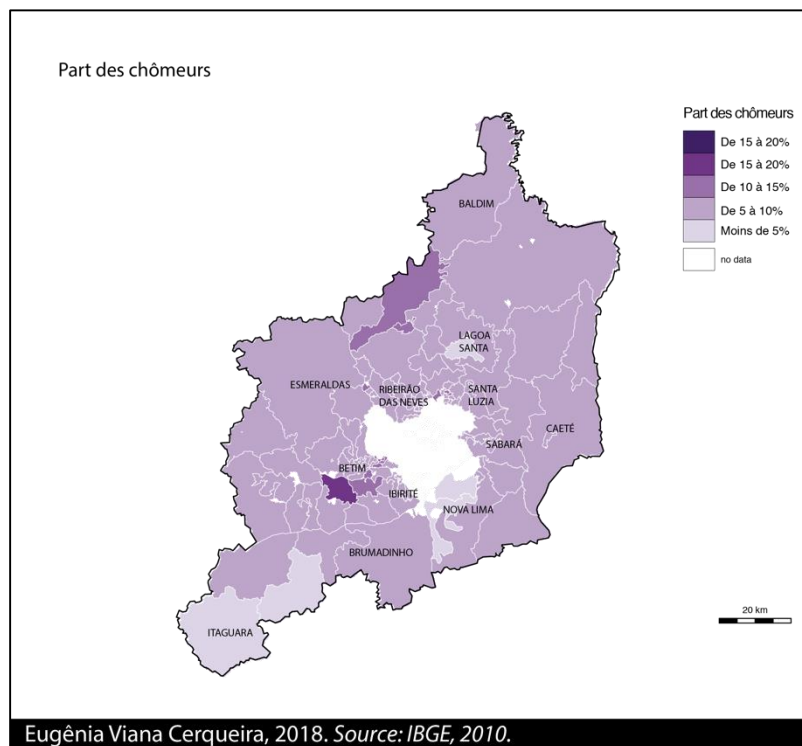 Part des chômeurs
Part des chômeurs
De 15 à 20%
De 15 à 20%
De 10 à 15%
De 5 à 10%
Moins de 5%
no data
BALDIM
LAGOA
SANTA
ESMERALDAS
RIBEIRÃO
DAS NEVES
SANTA
LUZIA
CAETÉ
SABARÁ
BETIM
IBIRITÉ
NOVA LIMA
BRUMADINHO
ITAGUARA
20 km
Eugênia Viana Cerqueira, 2018. Source: IBGE, 2010.